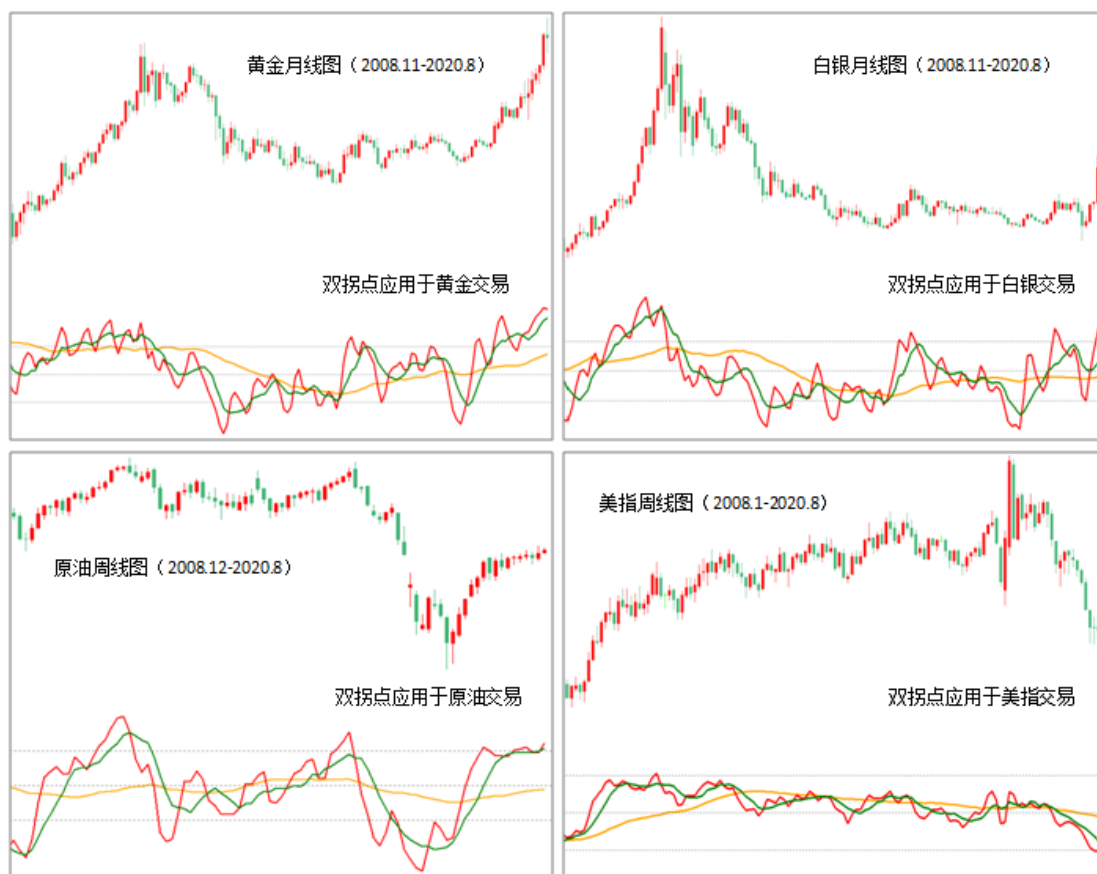 黄金月线图（2008.11-2020.8）
双拐点应用于黄金交易
白银月线图（2008.11-2020.8）
双拐点应用于白银交易
原油周线图（2008.12-2020.8）
双拐点应用于原油交易
美指周线图（2008.1-2020.8）
双拐点应用于美指交易